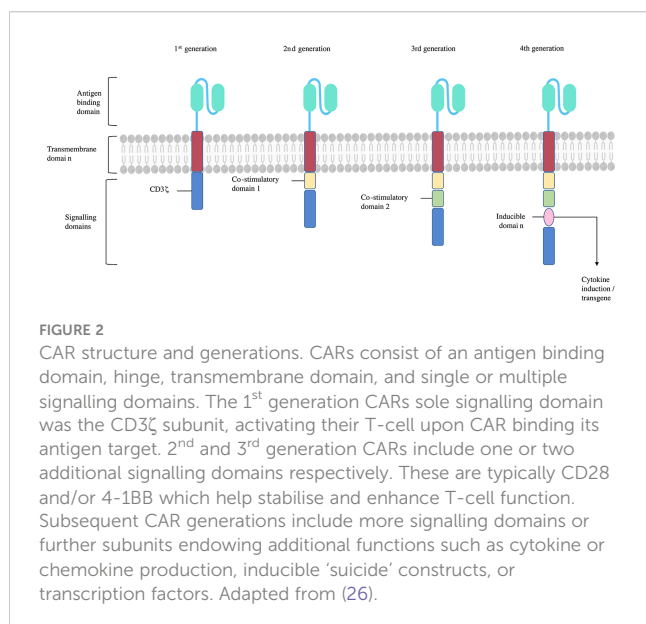 1st generation
2nd generation
3rd generation
4th generation
Antigen
binding
domain
Transmembrane
domai n
CD3ζ
Co-stimulatory
domain 1
Signalling
domains
Co-stimulatory
domain 2
Inducible
domai n
Cytokine
induction /
transgene
FIGURE 2
CAR structure and generations. CARs consist of an antigen binding
domain, hinge, transmembrane domain, and single or multiple
signalling domains. The 1st generation CARs sole signalling domain
was the CD3ζ subunit, activating their T-cell upon CAR binding its
antigen target. 2nd and 3rd generation CARs include one or two
additional signalling domains respectively. These are typically CD28
and/or 4-1BB which help stabilise and enhance T-cell function.
Subsequent CAR generations include more signalling domains or
further subunits endowing additional functions such as cytokine or
chemokine production, inducible ‘suicide’ constructs, or
transcription factors. Adapted from (26).